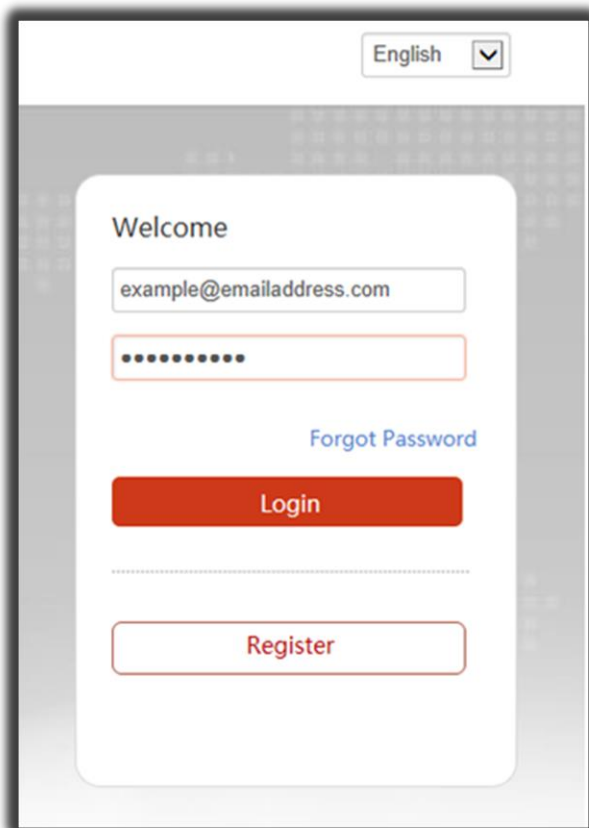 English
Welcome
example@emailaddress.com
••••••••••
Forgot Password
Login
Register